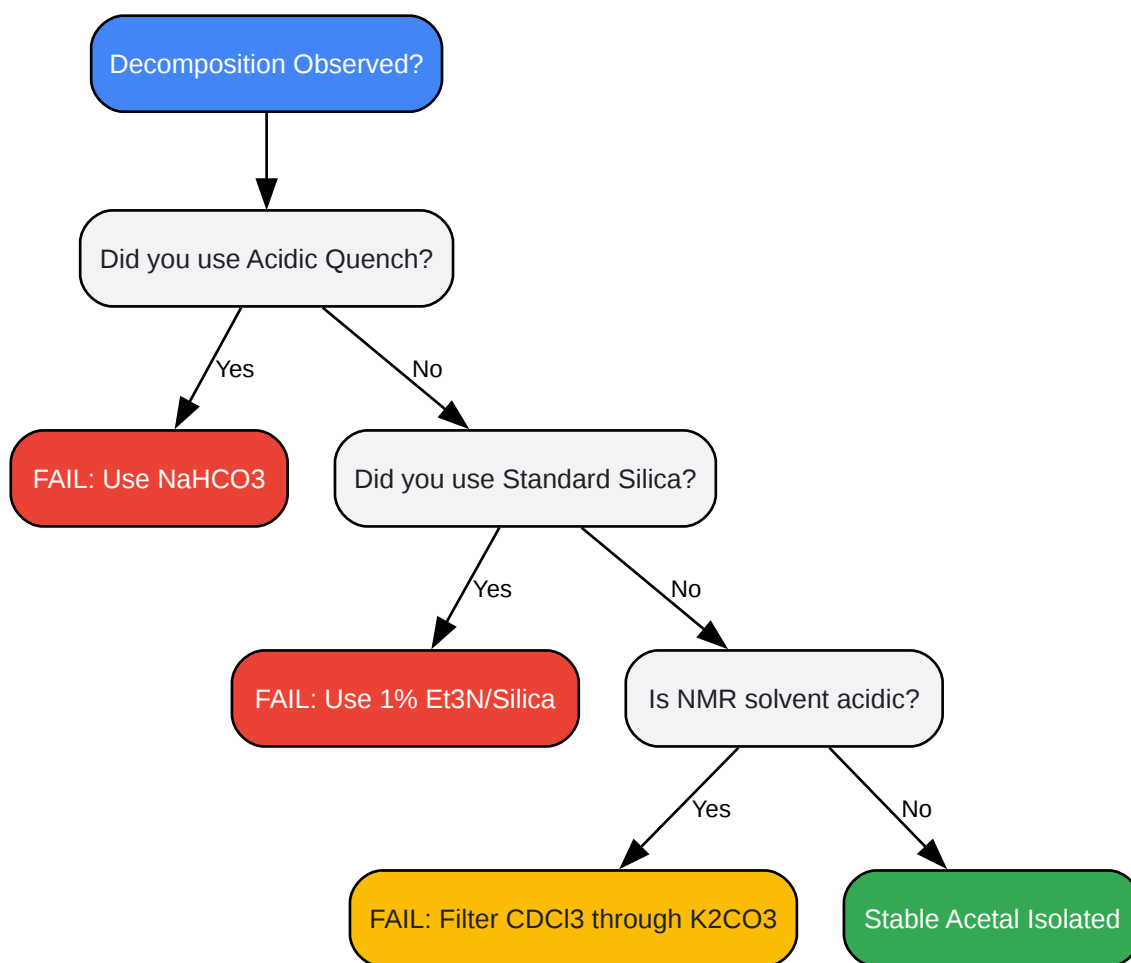 Decomposition Observed?
Did you use Acidic Quench?
Yes
No
FAIL: Use NaHCO3
Did you use Standard Silica?
Yes
No
FAIL: Use 1% Et3N/Silica
Is NMR solvent acidic?
Yes
No
FAIL: Filter CDCl3 through K2CO3
Stable Acetal Isolated